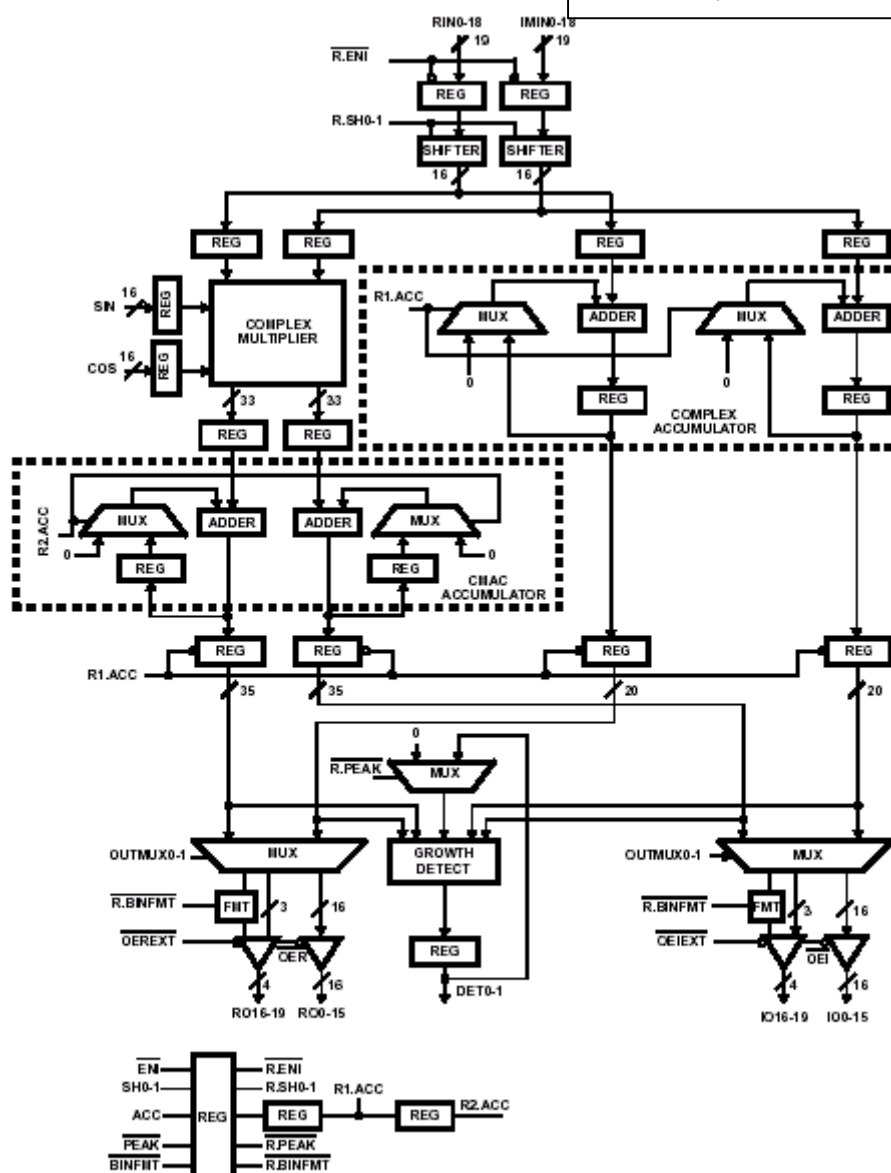 RIN0-18 IMIN0-18
19 19
R.ENI
REG REG
R.SH0-1
SHIFTER SHIFTER
16 16
REG REG REG REG
SIN 16 REG
COMPLEX
MULTIPLIER
COS 16 REG
R1.ACC MUX ADDER MUX ADDER
0 0
REG REG
COMPLEX
ACCUMULATOR
33 33
REG REG
R2.ACC MUX ADDER ADDER MUX
0 0
REG REG
CMAC
ACCUMULATOR
REG REG REG REG
R1.ACC
35 35 20 20
0
R.PEAK MUX
OUTMUX0-1 MUX
GROWTH
DETECT
OUTMUX0-1 MUX
R.BINFMT FMT 3 16
R.BINFMT FMT 3 16
OEREXT OER
REG
OEIEXT OEI
4 16
DET0-1
4 16
RO16-19 RO0-15
IO16-19 IO0-15
ENI R.ENI
SH0-1 R.SH0-1
R1.ACC
ACC REG REG REG R2.ACC
PEAK R.PEAK
BINFMT R.BINFMT